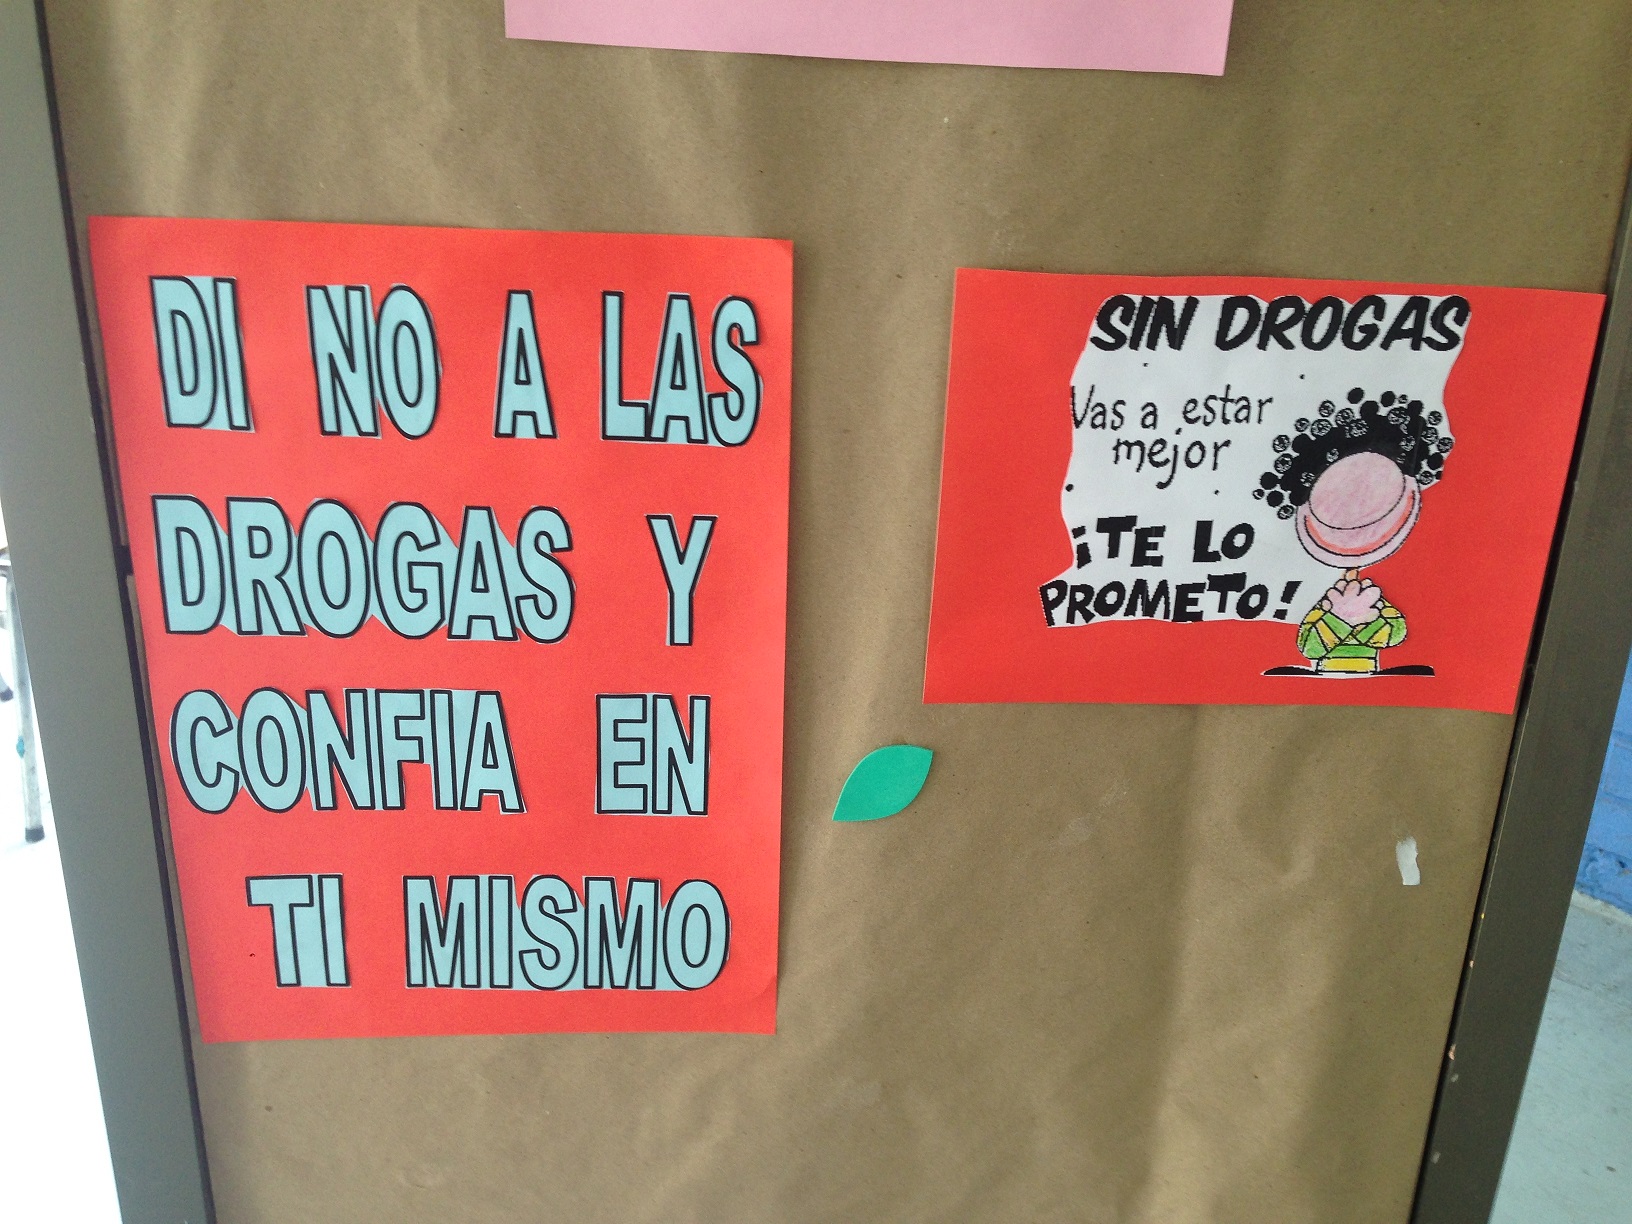 DI NO A LAS
DROGAS Y
CONFIA EN
TI MISMO
SIN DROGAS
Vas a estar
mejor
¡TE LO
PROMETO!